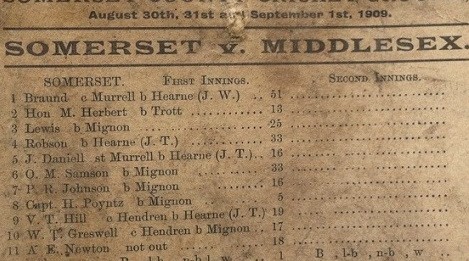 August 30th, 31st and September 1st, 1909.
SOMERSET v. MIDDLESEX.
SOMERSET. FIRST INNINGS. SECOND INNINGS.
1 Braund c Murrell b Hearne (J. W.) .. 51
2 Hon M. Herbert b Trott 13
3 Lewis b Mignon 25
4 Robson b Hearne (J. T.) 33
5 J. Daniell st Murrell b Hearne (J. T.) .. 16
6 O. M. Samson b Mignon 33
7 P. R. Johnson b Mignon 16
8 Capt. H. Poyntz b Mignon 5
9 V. T. Hill c Hendren b Hearne (J. T.) 19
10 W. T. Greswell c Hendren b Mignon 17
11 A. E. Newton not out 18
B , l-b , n-b , w 1 B , l-b , n-b , w